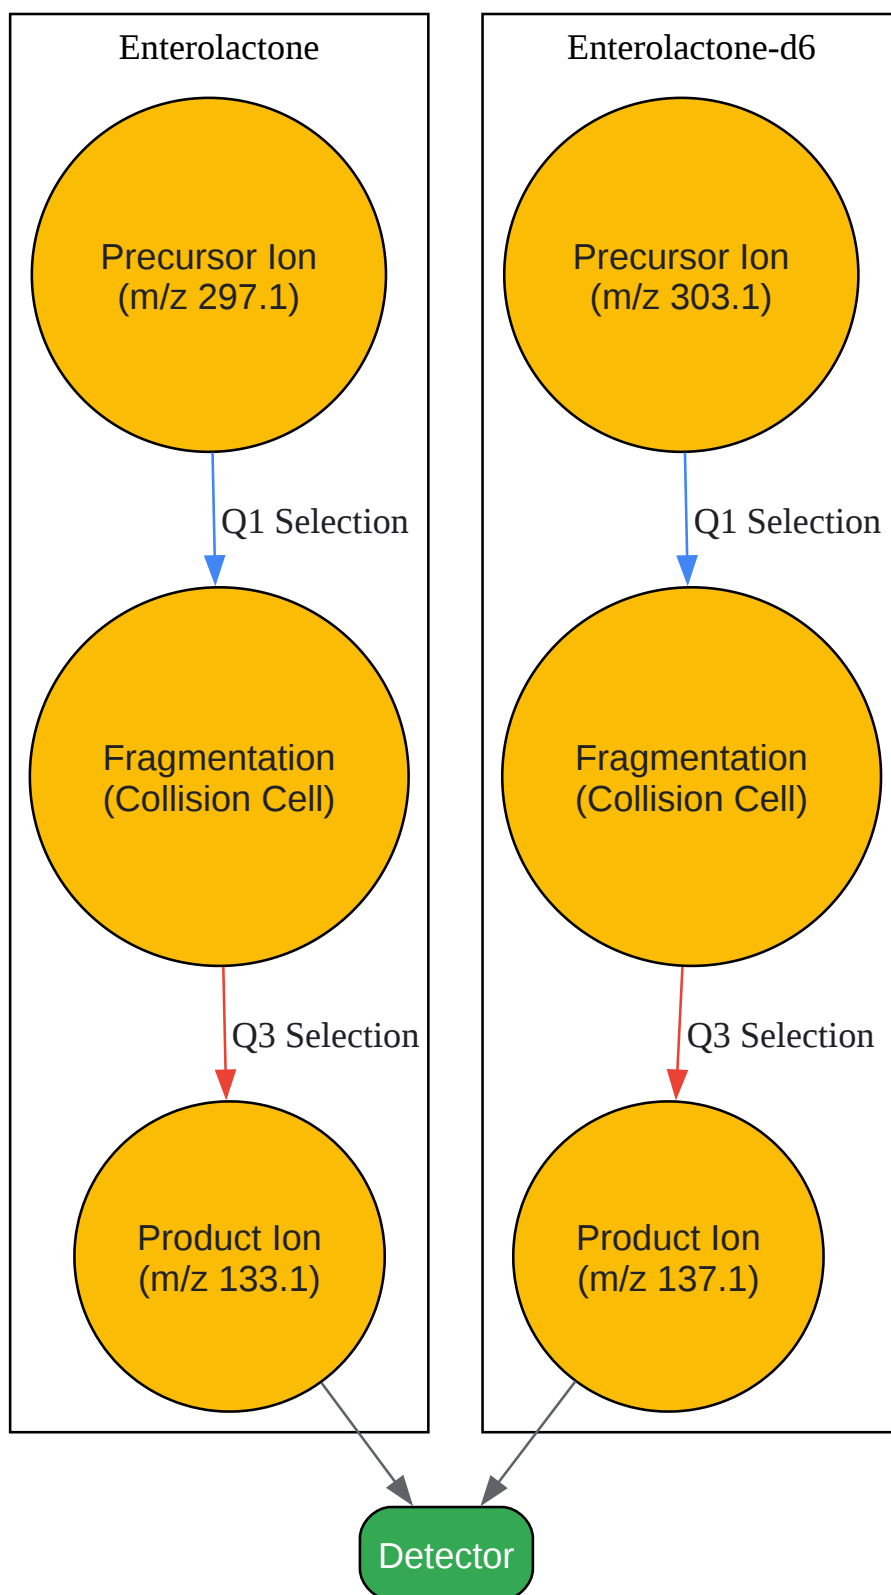 Enterolactone
Precursor Ion
(m/z 297.1)
Q1 Selection
Fragmentation
(Collision Cell)
Q3 Selection
Product Ion
(m/z 133.1)
Enterolactone-d6
Precursor Ion
(m/z 303.1)
Q1 Selection
Fragmentation
(Collision Cell)
Q3 Selection
Product Ion
(m/z 137.1)
Detector